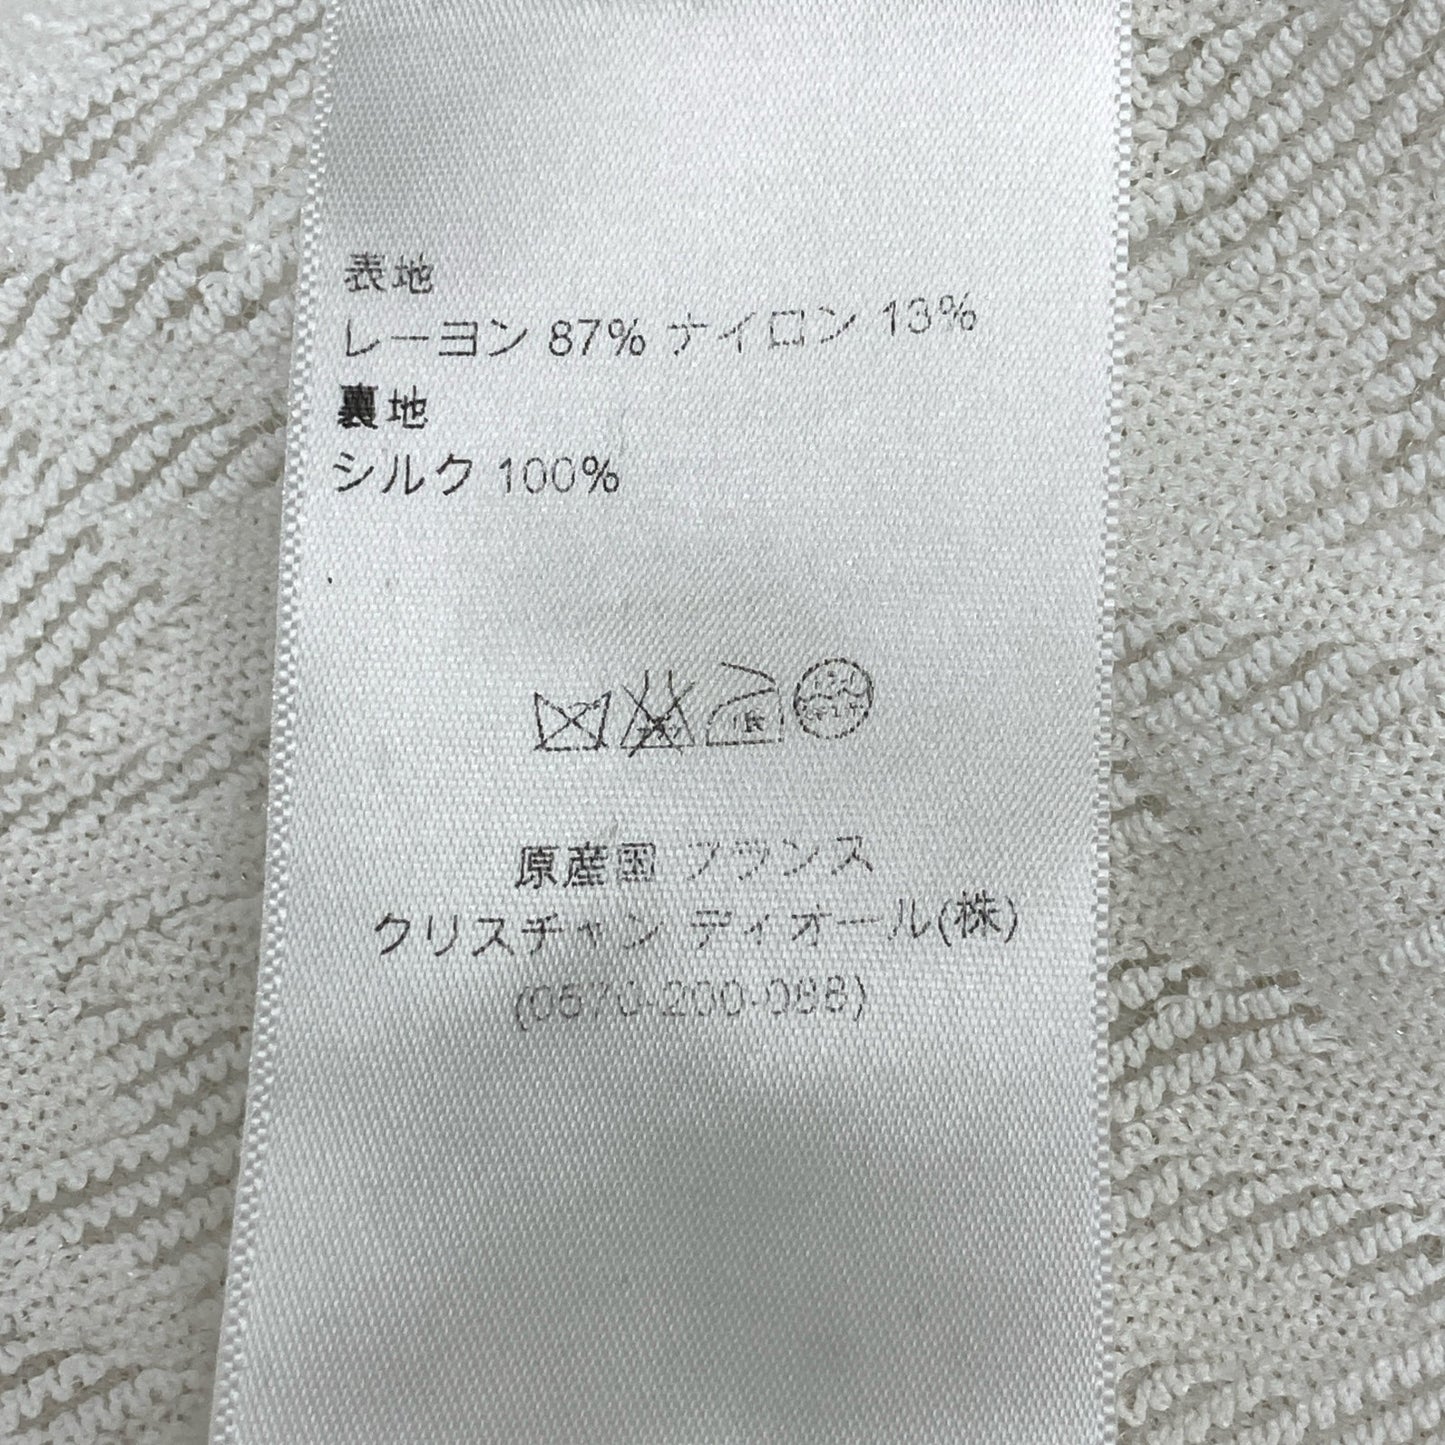 表地
レーヨン 87% ナイロン 13%
裏地
シルク 100%
原産国 フランス
クリスチャン ディオール(株)
(0570-200-088)